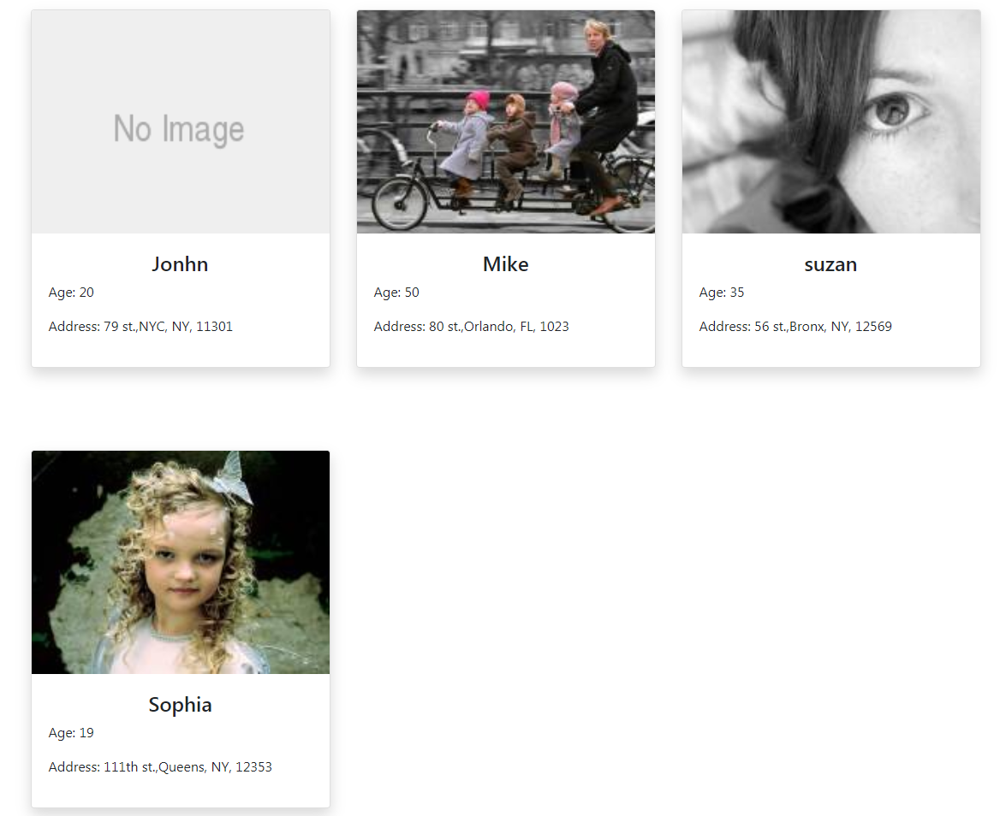 No Image
Jonhn
Age: 20
Address: 79 st.,NYC, NY, 11301
Mike
Age: 50
Address: 80 st.,Orlando, FL, 1023
suzan
Age: 35
Address: 56 st.,Bronx, NY, 12569
Sophia
Age: 19
Address: 111th st.,Queens, NY, 12353